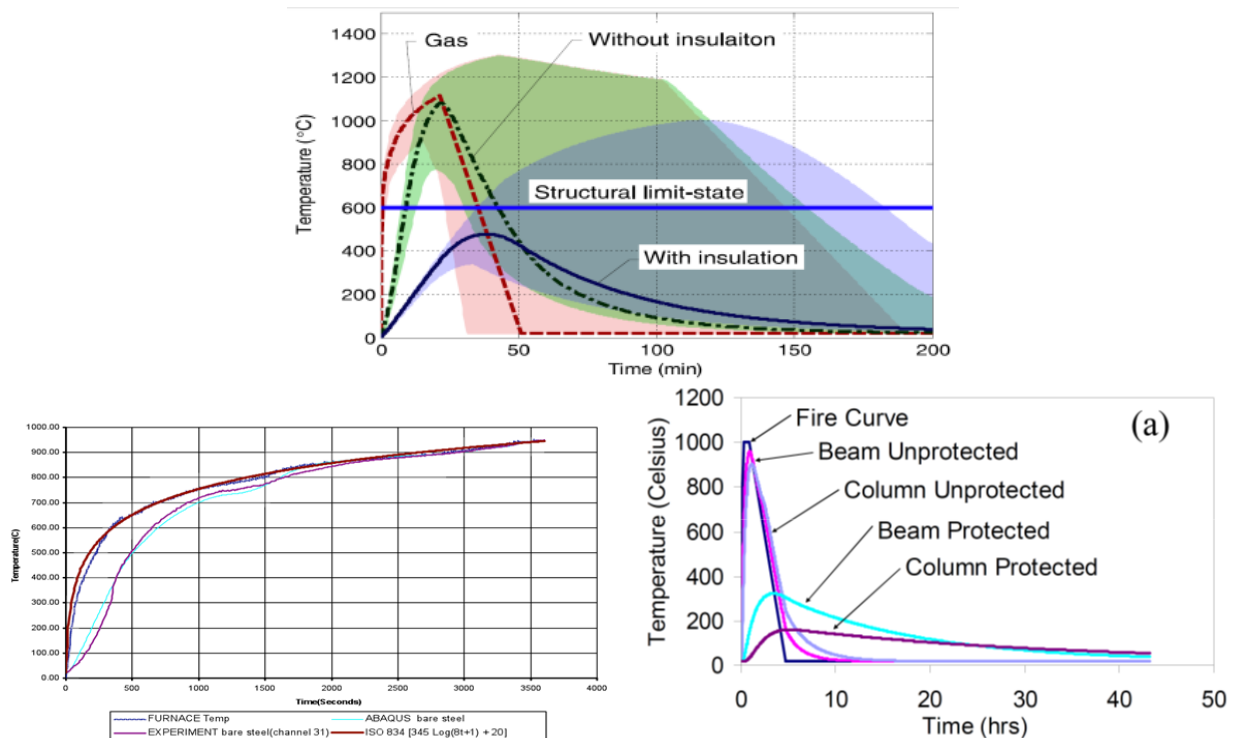 1400
Gas
Without insulaiton
1200
1000
Temperature (°C)
800
Structural limit-state
600
400
With insulation
200
0
0 50 100 150 200
Time (min)
1000.00
900.00
800.00
700.00
600.00
500.00
400.00
300.00
200.00
100.00
0.00
Temperature(C)
0 500 1000 1500 2000 2500 3000 3500 4000
Time(Seconds)
FURNACE Temp
ABAQUS bare steel
EXPERIMENT bare steel(channel 31)
ISO 834 [345 Log(8t+1) + 20]
(a)
1200
Fire Curve
1000
Beam Unprotected
800
Column Unprotected
600
Beam Protected
400
Column Protected
200
0
Temperature (Celsius)
0 10 20 30 40 50
Time (hrs)